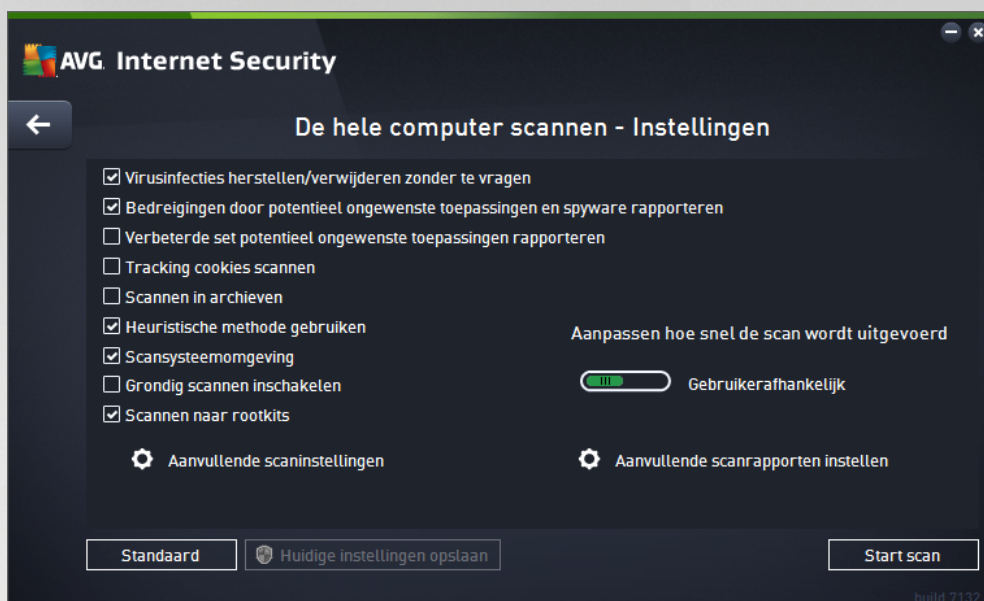 AVG. Internet Security
De hele computer scannen - Instellingen
Virusinfecties herstellen/verwijderen zonder te vragen
Bedreigingen door potentieel ongewenste toepassingen en spyware rapporteren
Verbeterde set potentieel ongewenste toepassingen rapporteren
Tracking cookies scannen
Scannen in archieven
Heuristische methode gebruiken
Scansysteemomgeving
Grondig scannen inschakelen
Scannen naar rootkits
Aanpassen hoe snel de scan wordt uitgevoerd
Gebruikerafhankelijk
Aanvullende scaninstellingen
Aanvullende scanrapporten instellen
Standaard
Huidige instellingen opslaan
Start scan
build 7132